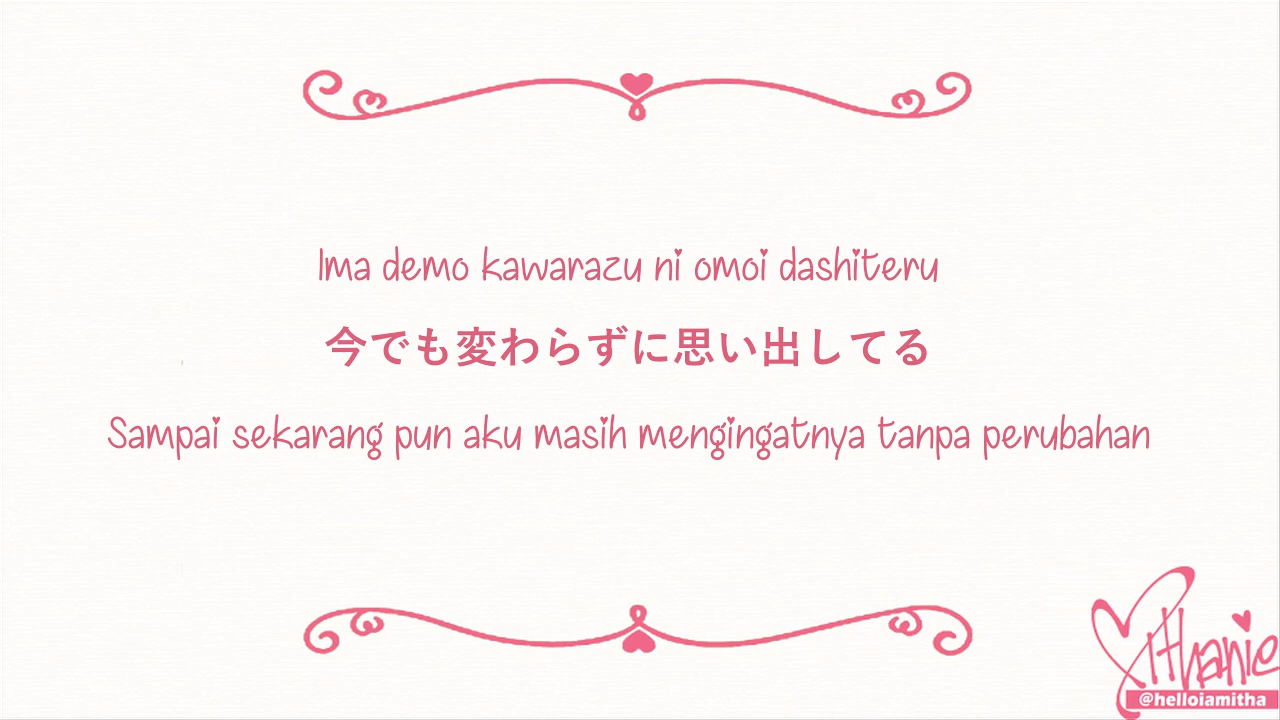 Ima demo kawarazu ni omoi dashiteru
今でも変わらずに思い出してる
Sampai sekarang pun aku masih mengingatnya tanpa perubahan
Mithanie
@helloiamitha